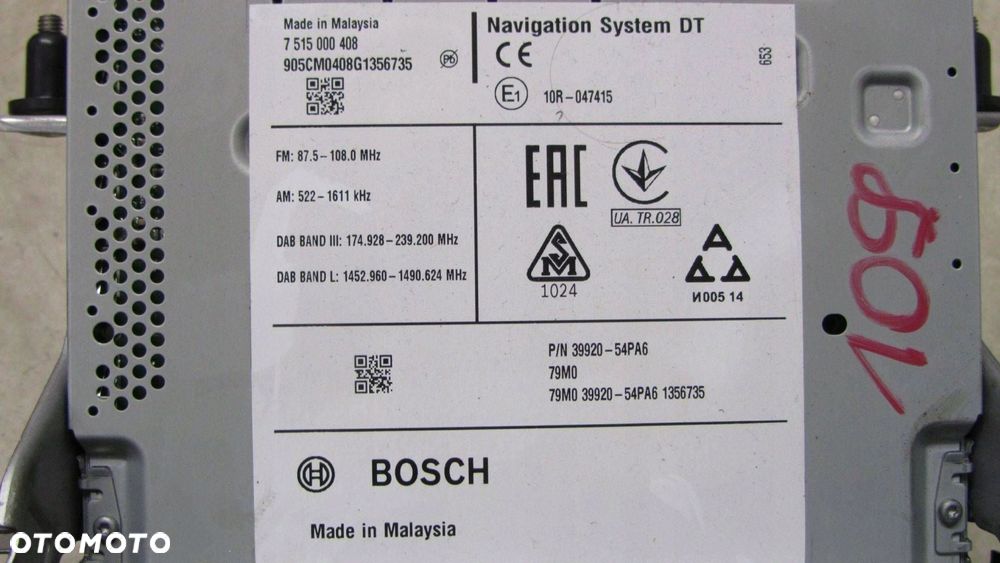 Made in Malaysia
7 515 000 408
905CM0408G1356735
Pb
Navigation System DT
CE
E1
10R-047415
653
FM: 87.5-108.0 MHz
AM: 522-1611 kHz
DAB BAND III: 174.928-239.200 MHz
DAB BAND L: 1452.960-1490.624 MHz
EAC
UA. TR.028
SM
1024
A
И005 14
P/N 39920-54PA6
79M0
79M0 39920-54PA6 1356735
BOSCH
Made in Malaysia
109
OTOMOTO